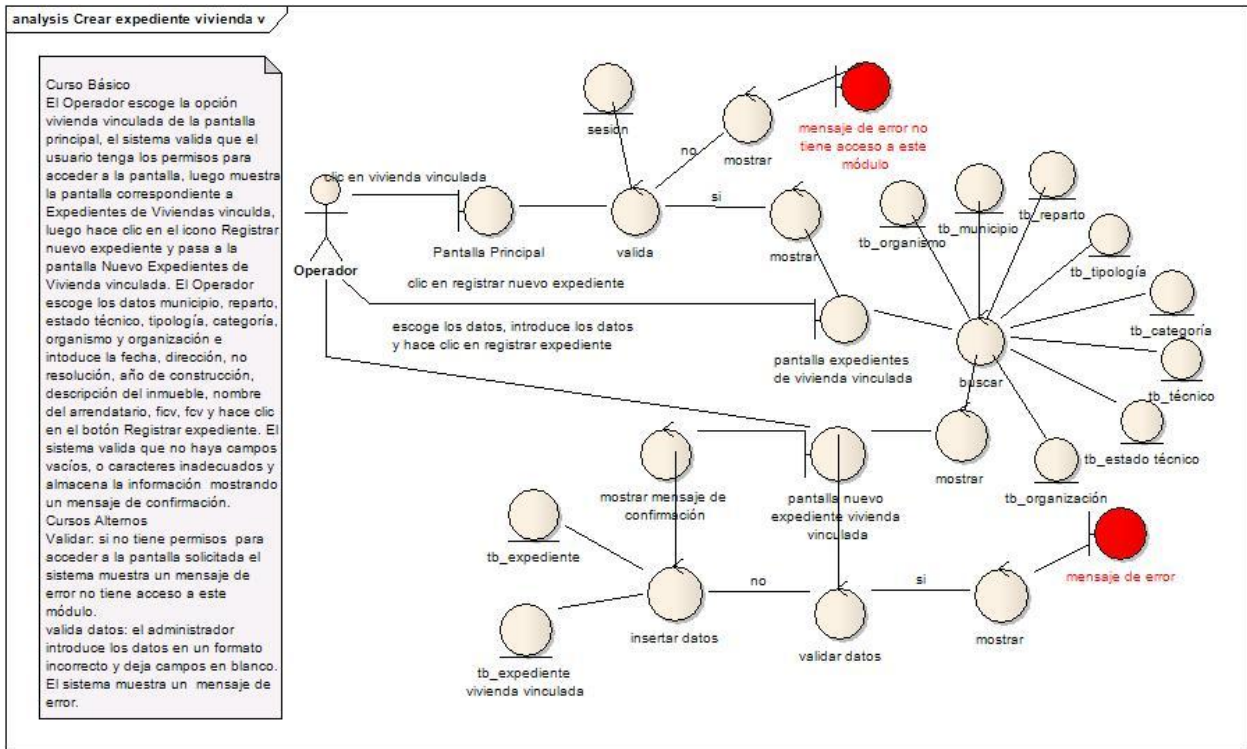 analysis Crear expediente vivienda v
Curso Básico
El Operador escoge la opción
vivienda vinculada de la pantalla
principal, el sistema valida que el
usuario tenga los permisos para
acceder a la pantalla, luego muestra
la pantalla correspondiente a
Expedientes de Viviendas vinculda,
luego hace clic en el icono Registrar
nuevo expediente y pasa a la
pantalla Nuevo Expedientes de
Vivienda vinculada. El Operador
escoge los datos municipio, reparto,
estado técnico, tipología, categoría,
organismo y organización e
intoduce la fecha, dirección, no
resolución, año de construcción,
descripción del inmueble, nombre
del arrendatario, ficv, fcv y hace clic
en el botón Registrar expediente. El
sistema valida que no haya campos
vacíos, o caracteres inadecuados y
almacena la información mostrando
un mensaje de confirmación.
Cursos Alternos
Validar: si no tiene permisos para
acceder a la pantalla solicitada el
sistema muestra un mensaje de
error no tiene acceso a este
módulo.
valida datos: el administrador
introduce los datos en un formato
incorrecto y deja campos en blanco.
El sistema muestra un mensaje de
error.
sesion
no
mostrar
mensaje de error no
tiene acceso a este
módulo
clic en vivienda vinculada
Operador
Pantalla Principal
valida
si
mostrar
tb_organismo
tb_municipio
tb_reparto
tb_tipología
tb_categoría
tb_técnico
tb_estado técnico
tb_organización
buscar
clic en registrar nuevo expediente
escoge los datos, introduce los datos
y hace clic en registrar expediente
pantalla expedientes
de vivienda vinculada
mostrar
mostrar mensaje de
confirmación
pantalla nuevo
expediente vivienda
vinculada
tb_expediente
tb_expediente
vivienda vinculada
insertar datos
no
validar datos
si
mostrar
mensaje de error